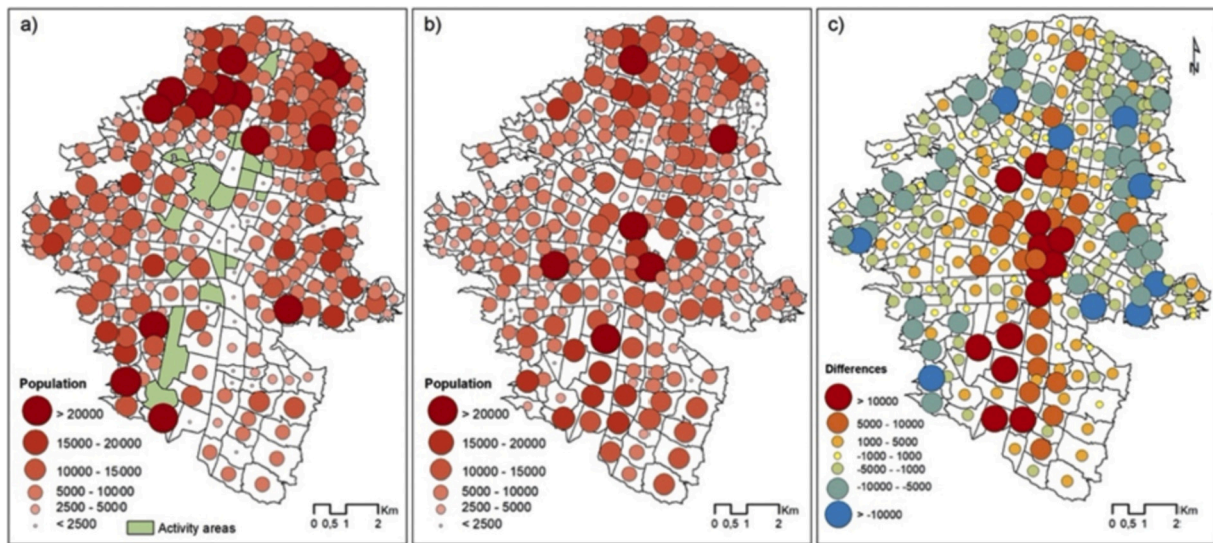 a)
Population
> 20000
15000 - 20000
10000 - 15000
5000 - 10000
2500 - 5000
< 2500
Activity areas
Km
0 0,5 1 2
b)
Population
> 20000
15000 - 20000
10000 - 15000
5000 - 10000
2500 - 5000
< 2500
Km
0 0,5 1 2
c)
N
Differences
> 10000
5000 - 10000
1000 - 5000
-1000 - 1000
-5000 - -1000
-10000 - -5000
> -10000
Km
0 0,5 1 2